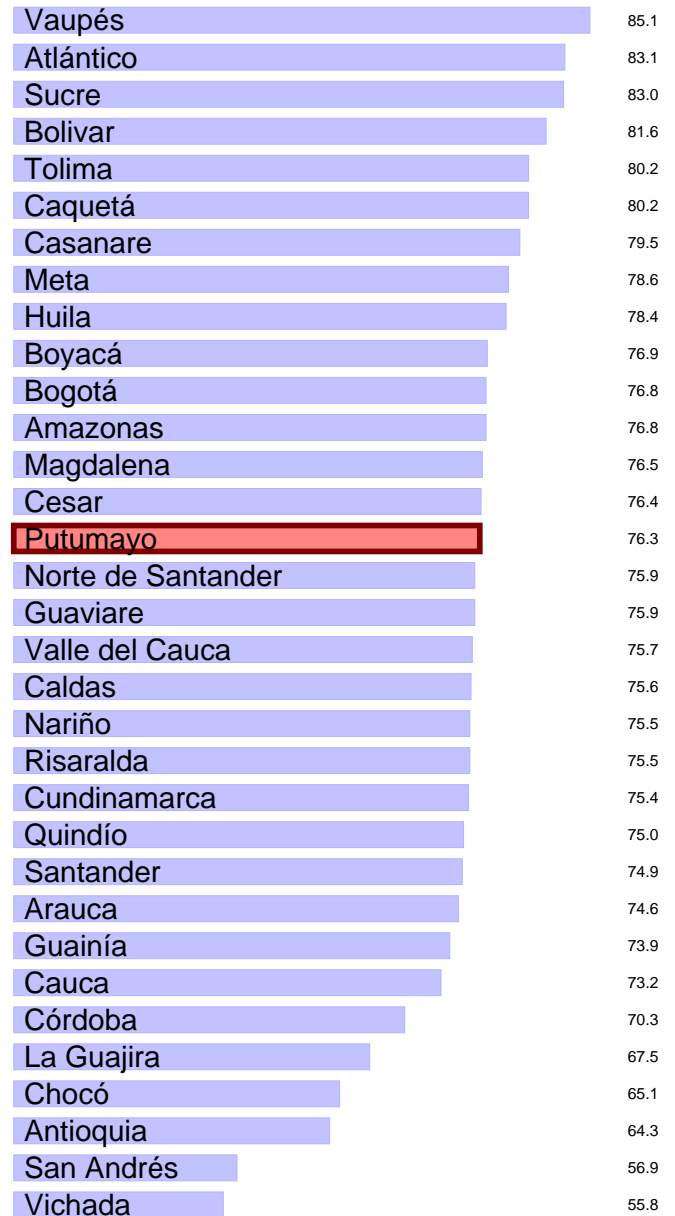 Vaupés 85.1
Atlántico 83.1
Sucre 83.0
Bolivar 81.6
Tolima 80.2
Caquetá 80.2
Casanare 79.5
Meta 78.6
Huila 78.4
Boyacá 76.9
Bogotá 76.8
Amazonas 76.8
Magdalena 76.5
Cesar 76.4
Putumayo 76.3
Norte de Santander 75.9
Guaviare 75.9
Valle del Cauca 75.7
Caldas 75.6
Nariño 75.5
Risaralda 75.5
Cundinamarca 75.4
Quindío 75.0
Santander 74.9
Arauca 74.6
Guainía 73.9
Cauca 73.2
Córdoba 70.3
La Guajira 67.5
Chocó 65.1
Antioquia 64.3
San Andrés 56.9
Vichada 55.8